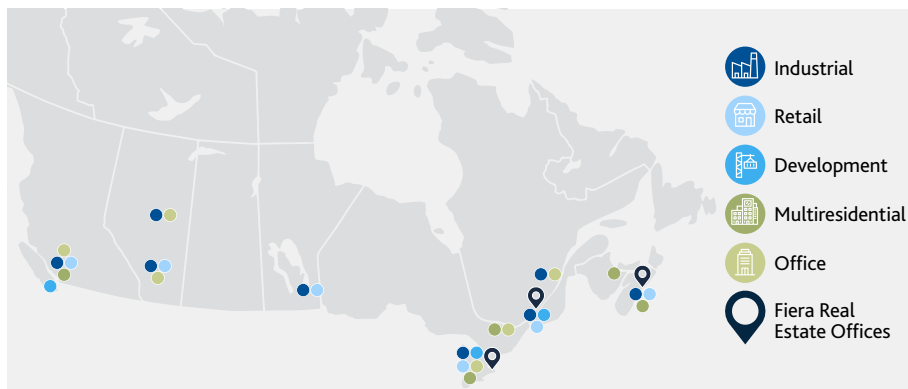 Industrial
Retail
Development
Multiresidential
Office
Fiera Real
Estate Offices